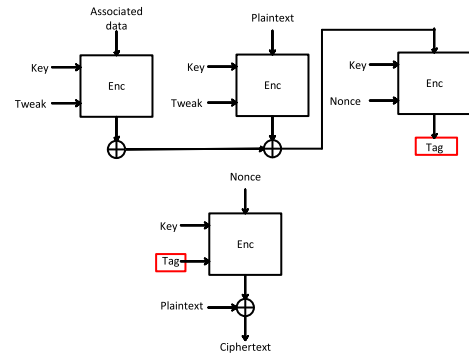 Associated
data
Key
Enc
Tweak
Plaintext
Key
Enc
Tweak
Key
Enc
Nonce
Tag
Nonce
Key
Enc
Tag
Plaintext
Ciphertext